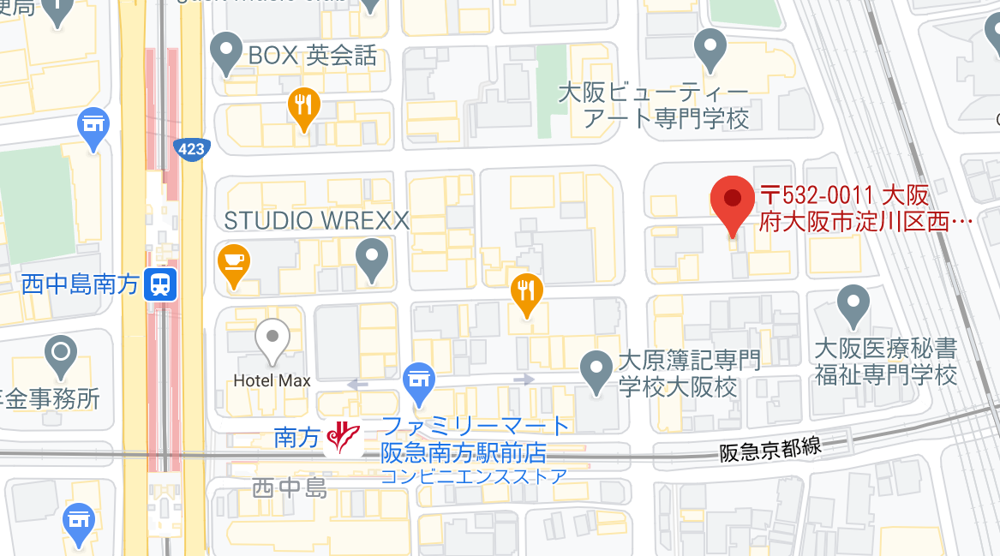 便局
BOX 英会話
大阪ビューティー
アート専門学校
423
〒532-0011 大阪
府大阪市淀川区西…
STUDIO WREXX
西中島南方
大阪医療秘書
福祉専門学校
大原簿記専門
学校大阪校
Hotel Max
年金事務所
南方
ファミリーマート
阪急南方駅前店
コンビニエンスストア
阪急京都線
西中島